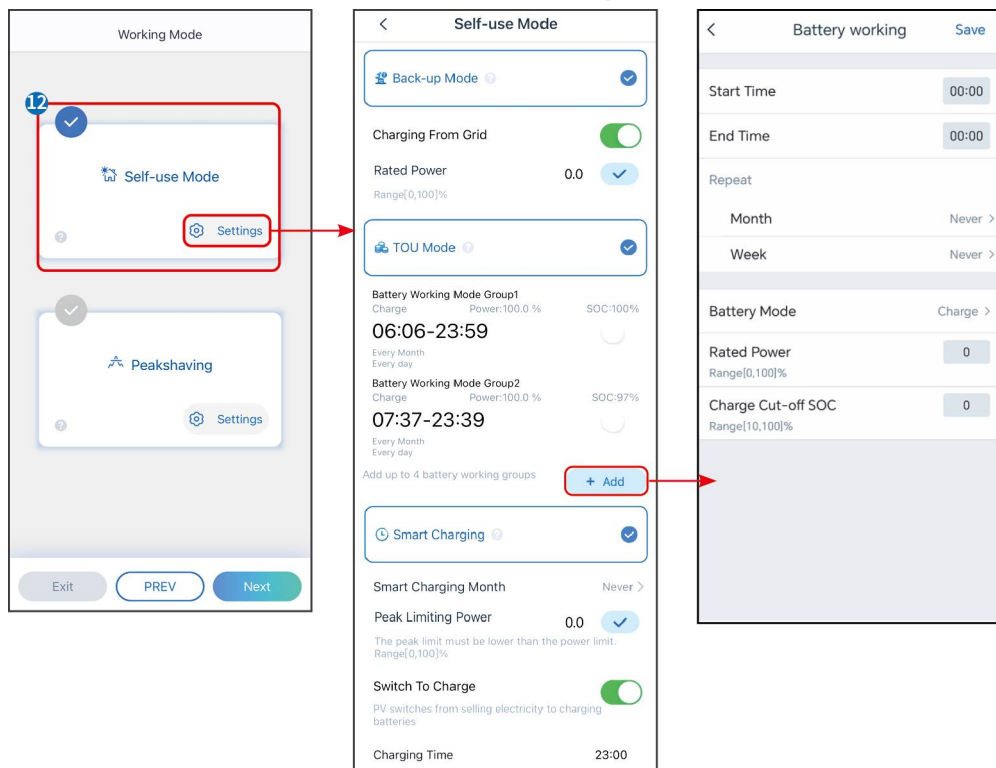 Working Mode
12
Self-use Mode
?
Settings
Peakshaving
?
Settings
Exit
PREV
Next
Self-use Mode
Back-up Mode ?
Charging From Grid
Rated Power 0.0
Range[0,100]%
TOU Mode ?
Battery Working Mode Group1
Charge Power:100.0 % SOC:100%
06:06-23:59
Every Month
Every day
Battery Working Mode Group2
Charge Power:100.0 % SOC:97%
07:37-23:39
Every Month
Every day
Add up to 4 battery working groups
+ Add
Smart Charging ?
Smart Charging Month Never >
Peak Limiting Power 0.0
The peak limit must be lower than the power limit.
Range[0,100]%
Switch To Charge
PV switches from selling electricity to charging
batteries
Charging Time 23:00
Battery working Save
Start Time 00:00
End Time 00:00
Repeat
Month Never >
Week Never >
Battery Mode Charge >
Rated Power 0
Range[0,100]%
Charge Cut-off SOC 0
Range[10,100]%